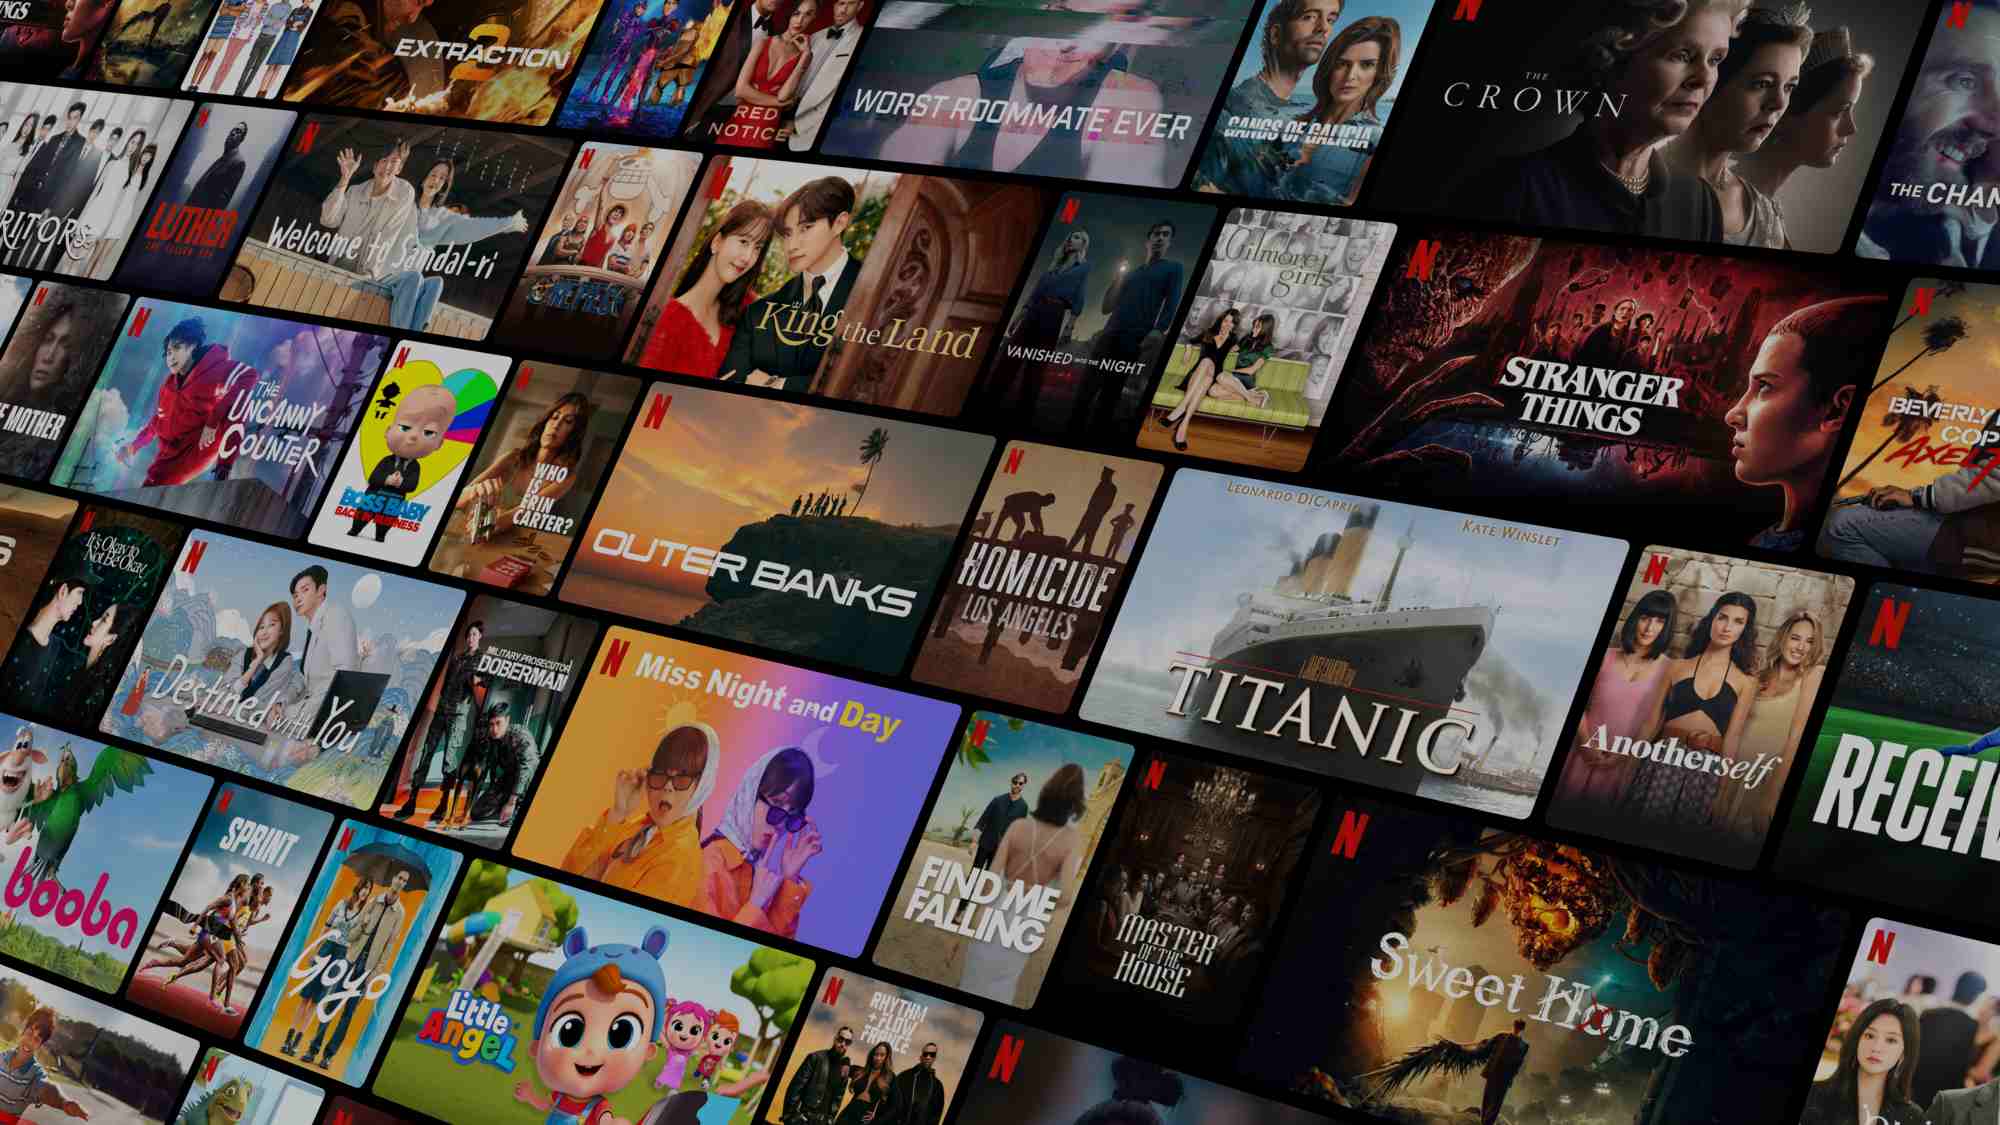 NGS
EXTRACTION
2
RED
NOTICE
WORST ROOMMATE EVER
GANGS OF GALICIA
THE
CROWN
THE CHAM
RITORS
LUTHER
THE FALLEN SUN
Welcome to Samdal-ri
ONE PIECE
King the Land
VANISHED INTO THE NIGHT
Gilmore
girls
STRANGER
THINGS
BEVERLY
COP
AXEL
E MOTHER
THE
UNCANNY
COUNTER
BOSS BABY
BACK IN BUSINESS
WHO
IS
ERIN
CARTER?
OUTER BANKS
HOMICIDE
LOS ANGELES
LEONARDO DICAPRIO
KATE WINSLET
TITANIC
Anotherself
RECEIV
S
It's Okay to
Not Be Okay
Destined with You
MILITARY PROSECUTOR
DOBERMAN
Miss Night and Day
FIND ME
FALLING
MASTER
OF THE
HOUSE
Sweet Home
booba
SPRINT
Goyo
Little
Angel
RHYTHM
+ FLOW
FRANCE